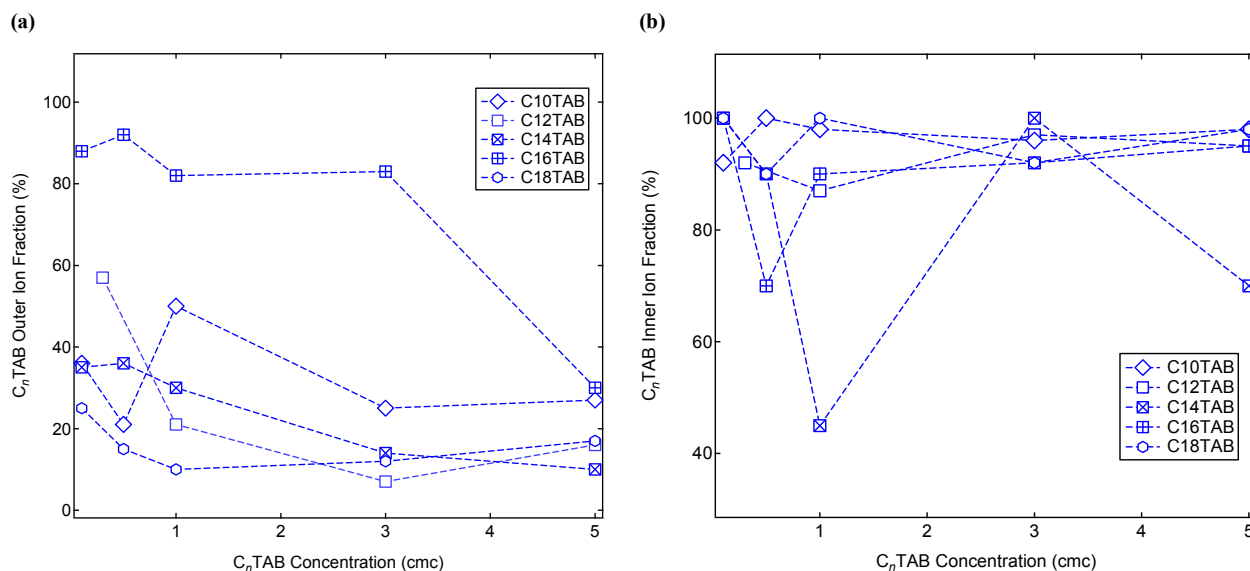 (a)
CnTAB Outer Ion Fraction (%)
100
80
60
40
20
0
C10TAB
C12TAB
C14TAB
C16TAB
C18TAB
1
2
3
4
5
CnTAB Concentration (cmc)
(b)
CnTAB Inner Ion Fraction (%)
100
80
60
40
C10TAB
C12TAB
C14TAB
C16TAB
C18TAB
1
2
3
4
5
CnTAB Concentration (cmc)